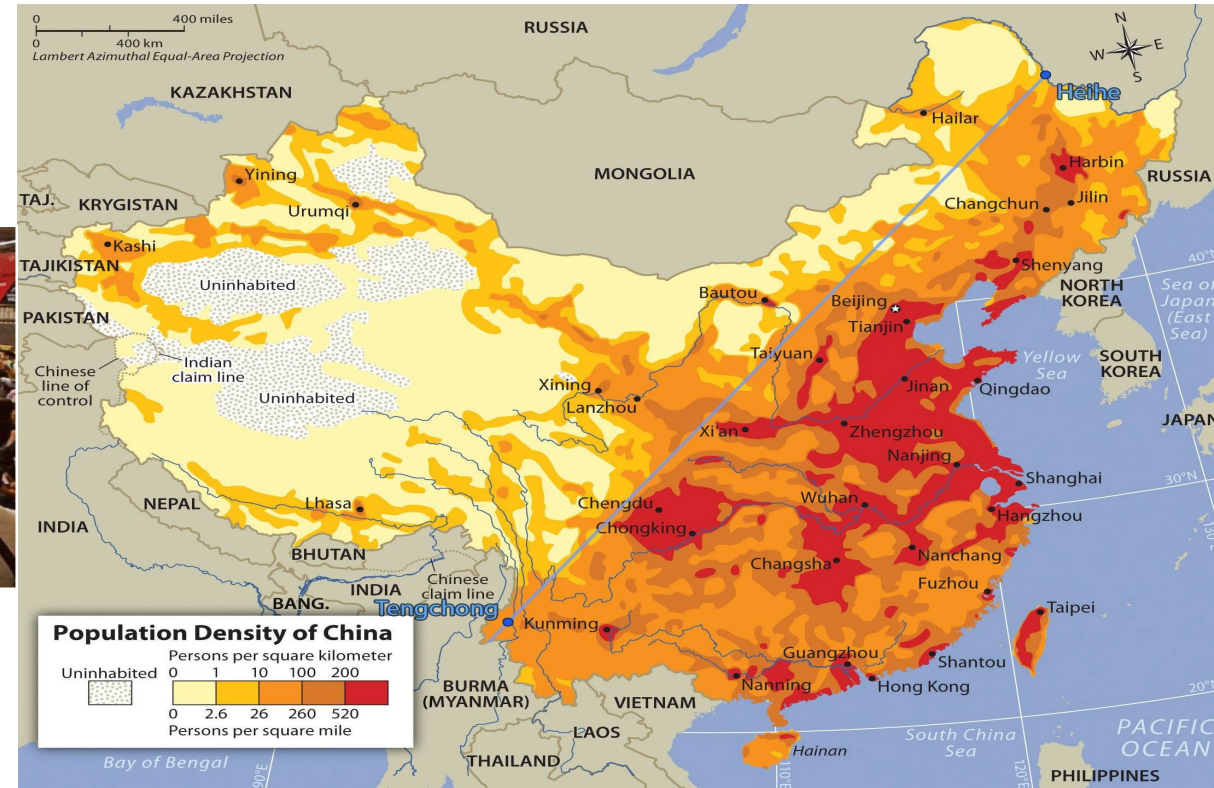 0 400 miles
0 400 km
Lambert Azimuthal Equal-Area Projection
RUSSIA
N
W E
S
KAZAKHSTAN
Heihe
Hailar
MONGOLIA
Harbin
RUSSIA
Yining
TAJ.
KRYGISTAN
Urumqi
Changchun
Jilin
Kashi
TAJIKISTAN
Shenyang
40°N
NORTH
KOREA
Sea of
Japan
(East
Sea)
Uninhabited
Bautou
Beijing
Tianjin
PAKISTAN
Chinese
line of
control
Indian
claim line
Uninhabited
Taiyuan
Yellow
Sea
SOUTH
KOREA
Xining
Lanzhou
Jinan
Qingdao
JAPAN
Xi'an
Zhengzhou
Nanjing
Shanghai
30°N
NEPAL
Lhasa
Chengdu
Chongking
Wuhan
Hangzhou
130°E
INDIA
BHUTAN
Changsha
Nanchang
INDIA
Chinese
claim line
Fuzhou
BANG.
Tengchong
Kunming
Taipei
Population Density of China
Persons per square kilometer
Uninhabited
0 1 10 100 200
0 2.6 26 260 520
Persons per square mile
Guangzhou
Shantou
Nanning
Hong Kong
BURMA
(MYANMAR)
VIETNAM
20°N
LAOS
South China
Sea
PACIFIC
OCEAN
Hainan
THAILAND
Bay of Bengal
90°E
110°E
120°E
PHILIPPINES